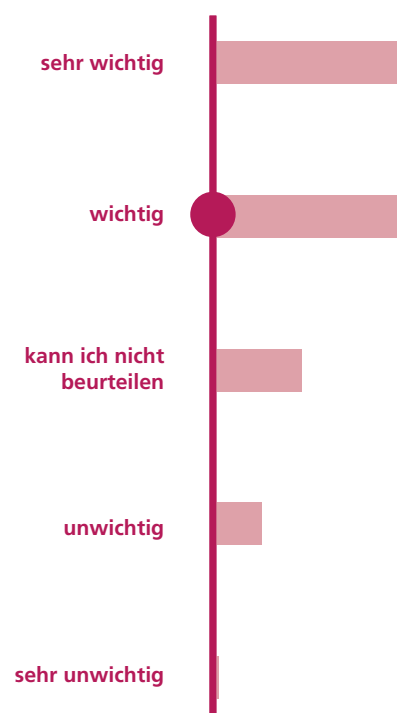 sehr wichtig
wichtig
kann ich nicht
beurteilen
unwichtig
sehr unwichtig